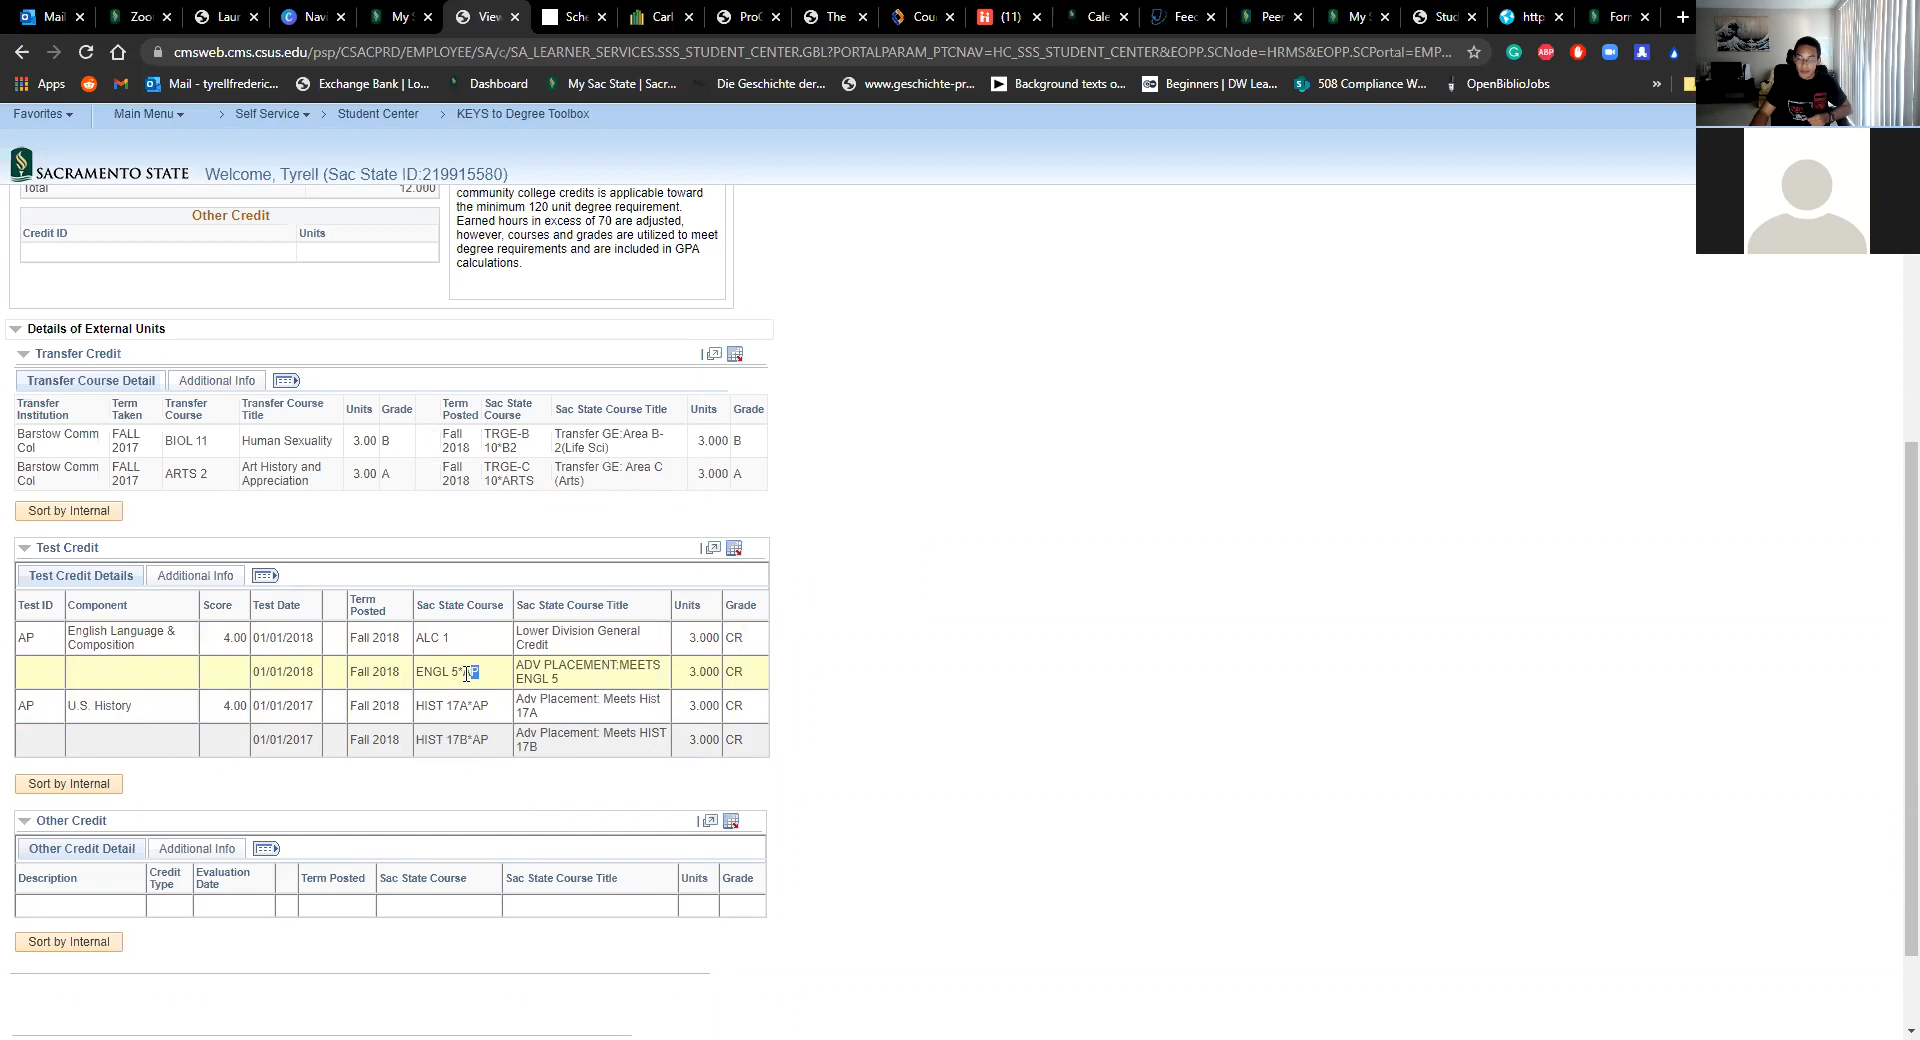 Mail
Zoo
Laur
Navi
My S
View
Sche
Carl
ProC
The
Cou
(11)
Cale
Feec
Peer
My S
Stud
http
Forr
cmsweb.cms.csus.edu/psp/CSACPRD/EMPLOYEE/SA/c/SA_LEARNER_SERVICES.SSS_STUDENT_CENTER.GBL?PORTALPARAM_PTCNAV=HC_SSS_STUDENT_CENTER&EOPP.SCNode=HRMS&EOPP.SCPortal=EMP...
Apps
Mail - tyrellfrederic...
Exchange Bank | Lo...
Dashboard
My Sac State | Sacr...
Die Geschichte der...
www.geschichte-pr...
Background texts o...
Beginners | DW Lea...
508 Compliance W...
OpenBiblioJobs
»
Favorites Main Menu > Self Service > Student Center > KEYS to Degree Toolbox
SACRAMENTO STATE Welcome, Tyrell (Sac State ID:219915580)
Total 12.000
Other Credit
Credit ID Units
community college credits is applicable toward
the minimum 120 unit degree requirement.
Earned hours in excess of 70 are adjusted,
however, courses and grades are utilized to meet
degree requirements and are included in GPA
calculations.
Details of External Units
Transfer Credit
Transfer Course Detail Additional Info
Transfer Institution Term Taken Transfer Course Transfer Course Title Units Grade Term Posted Sac State Course Sac State Course Title Units Grade
Barstow Comm Col FALL 2017 BIOL 11 Human Sexuality 3.00 B Fall 2018 TRGE-B 10*B2 Transfer GE:Area B-2(Life Sci) 3.000 B
Barstow Comm Col FALL 2017 ARTS 2 Art History and Appreciation 3.00 A Fall 2018 TRGE-C 10*ARTS Transfer GE: Area C (Arts) 3.000 A
Sort by Internal
Test Credit
Test Credit Details Additional Info
Test ID Component Score Test Date Term Posted Sac State Course Sac State Course Title Units Grade
AP English Language & Composition 4.00 01/01/2018 Fall 2018 ALC 1 Lower Division General Credit 3.000 CR
01/01/2018 Fall 2018 ENGL 5*AP ADV PLACEMENT:MEETS ENGL 5 3.000 CR
AP U.S. History 4.00 01/01/2017 Fall 2018 HIST 17A*AP Adv Placement: Meets Hist 17A 3.000 CR
01/01/2017 Fall 2018 HIST 17B*AP Adv Placement: Meets HIST 17B 3.000 CR
Sort by Internal
Other Credit
Other Credit Detail Additional Info
Description Credit Type Evaluation Date Term Posted Sac State Course Sac State Course Title Units Grade
Sort by Internal